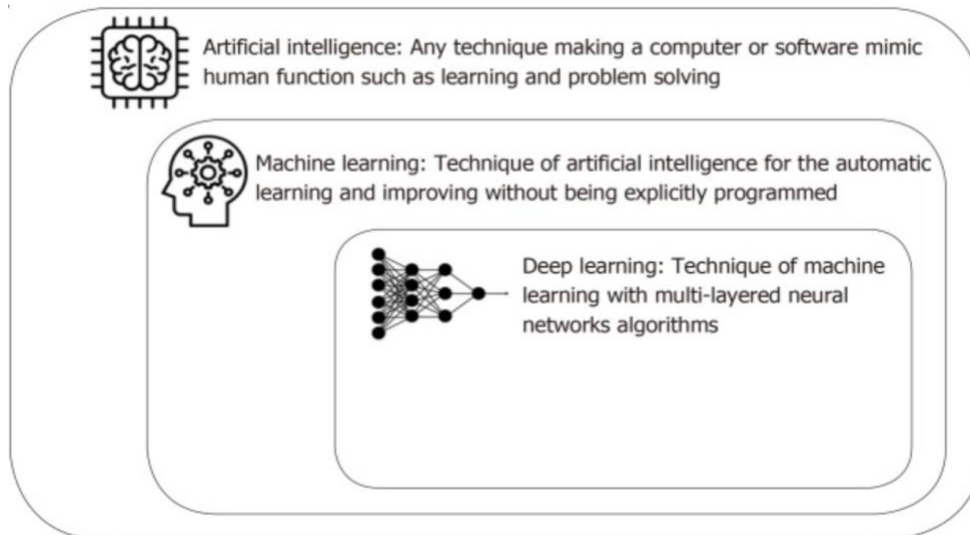 Artificial intelligence: Any technique making a computer or software mimic
human function such as learning and problem solving
Machine learning: Technique of artificial intelligence for the automatic
learning and improving without being explicitly programmed
Deep learning: Technique of machine
learning with multi-layered neural
networks algorithms